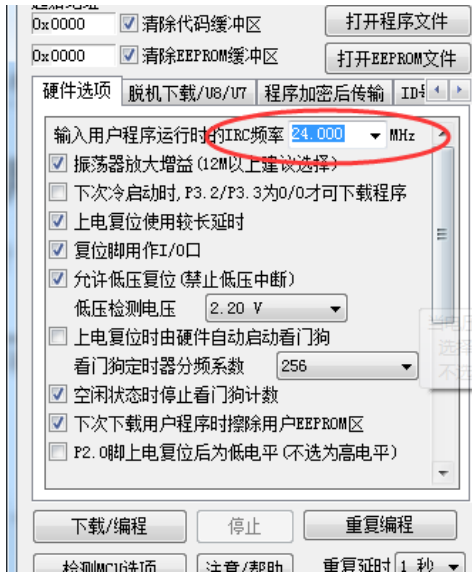 0x0000 清除代码缓冲区 打开程序文件
0x0000 清除EEPROM缓冲区 打开EEPROM文件
硬件选项 脱机下载/U8/U7 程序加密后传输
输入用户程序运行时的IRC频率 24.000 MHz
振荡器放大增益(12M以上建议选择)
下次冷启动时,P3.2/P3.3为0/0才可下载程序
上电复位使用较长延时
复位脚用作I/O口
允许低压复位(禁止低压中断)
低压检测电压 2.20 V
上电复位时由硬件自动启动看门狗
看门狗定时器分频系数 256
空闲状态时停止看门狗计数
下次下载用户程序时擦除用户EEPROM区
P2.0脚上电复位后为低电平(不选为高电平)
下载/编程 停止 重复编程
检测MCU选项 注意/帮助 重复延时 1 秒